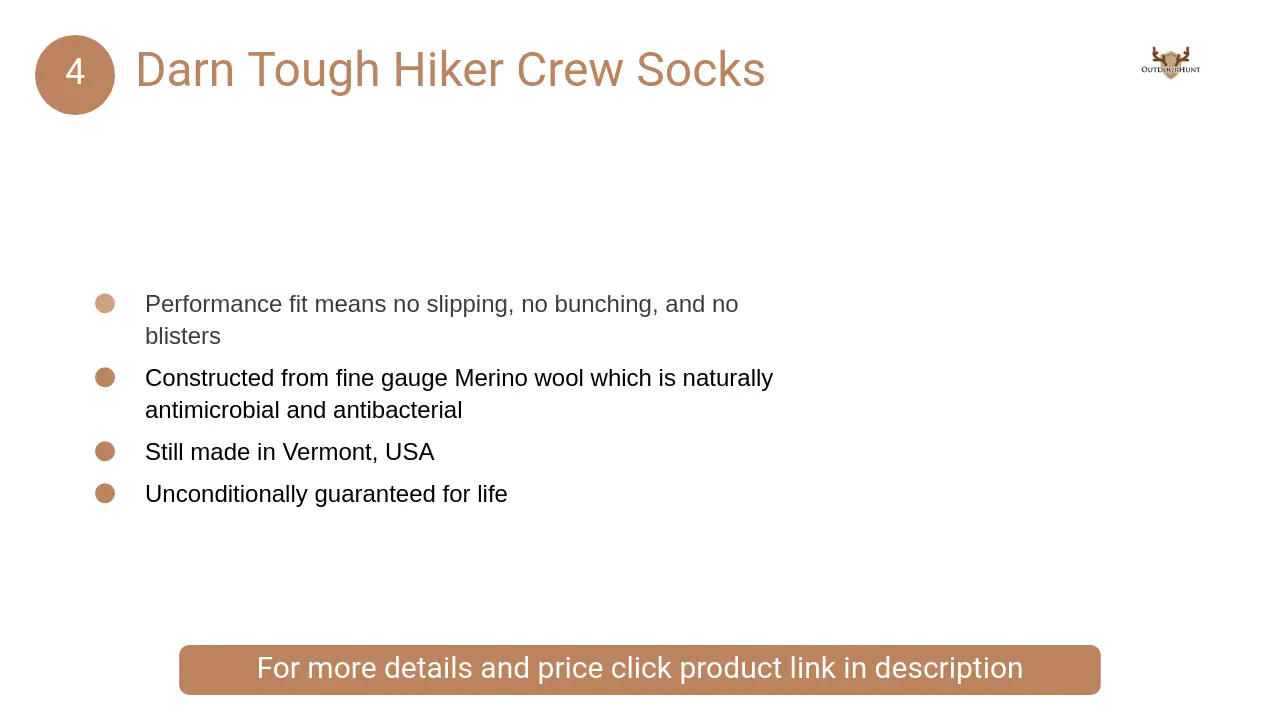 4
Darn Tough Hiker Crew Socks
OutdoorHunt
Performance fit means no slipping, no bunching, and no
blisters
Constructed from fine gauge Merino wool which is naturally
antimicrobial and antibacterial
Still made in Vermont, USA
Unconditionally guaranteed for life
For more details and price click product link in description